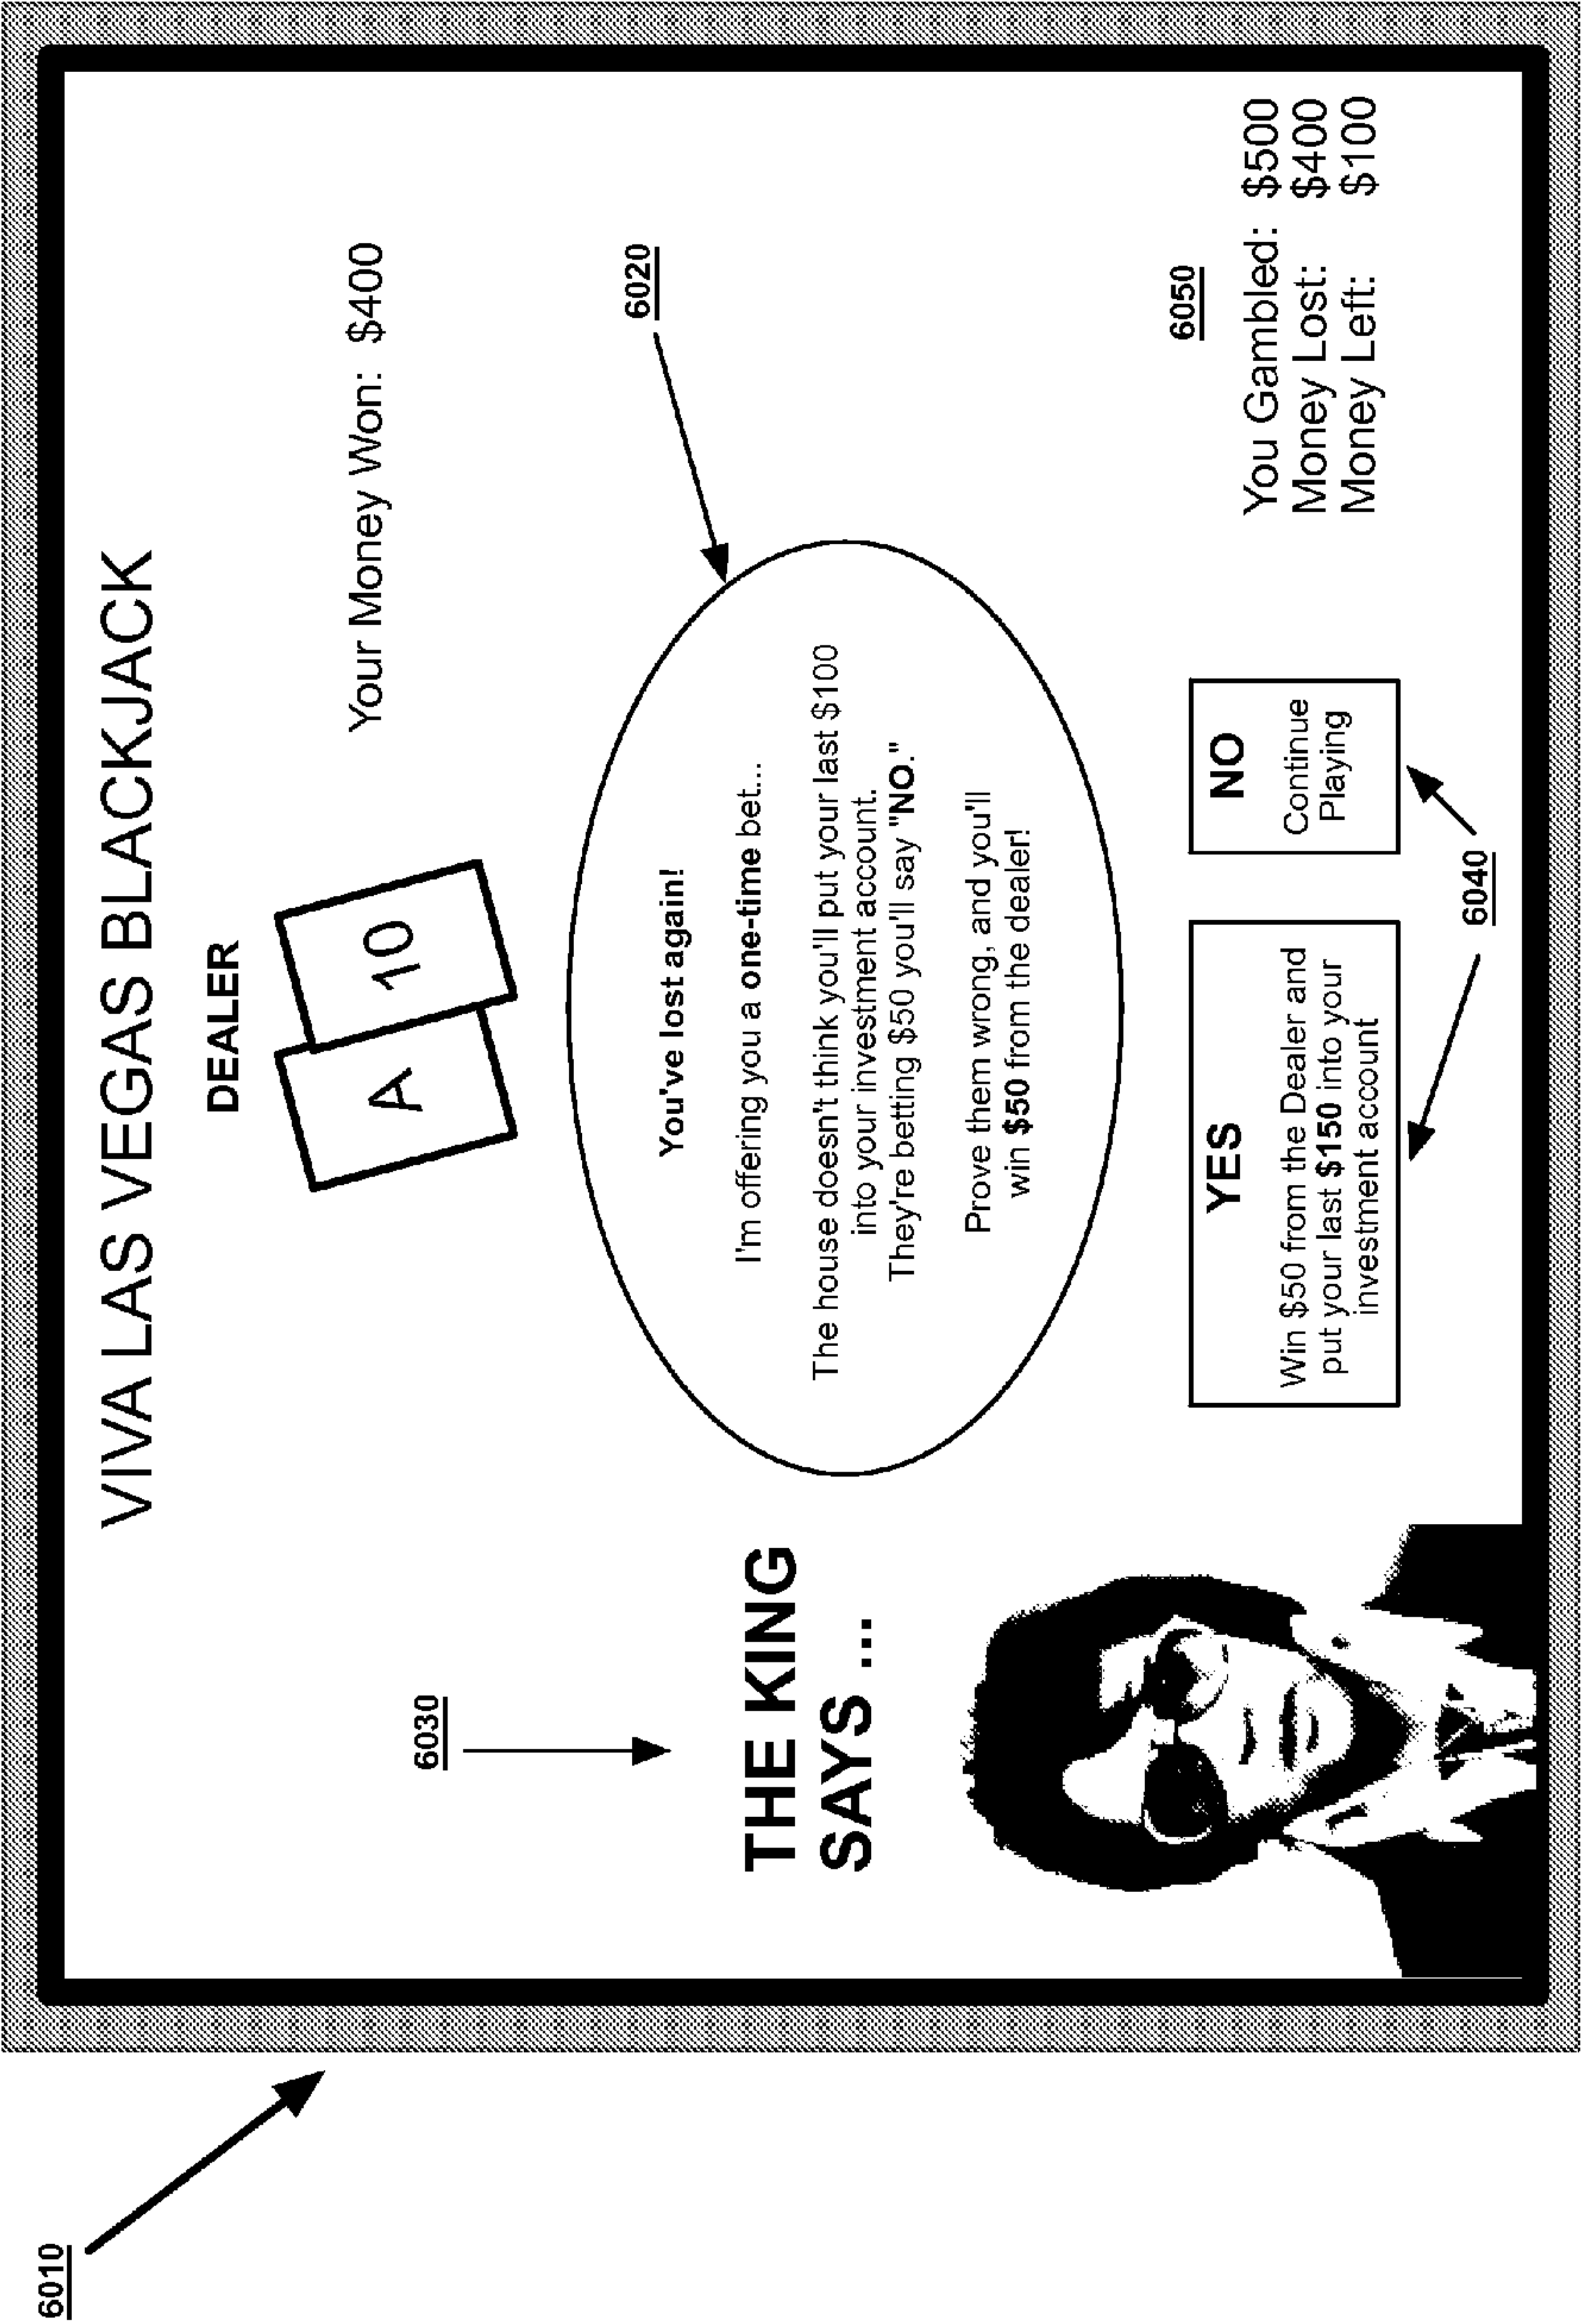 6010
VIVA LAS VEGAS BLACKJACK
DEALER
A 10
Your Money Won: $400
6030
6020
THE KING
SAYS ...
You've lost again!
I'm offering you a one-time bet...
The house doesn't think you'll put your last $100
into your investment account.
They're betting $50 you'll say "NO."
Prove them wrong, and you'll
win $50 from the dealer!
YES
Win $50 from the Dealer and
put your last $150 into your
investment account
NO
Continue
Playing
6040
6050
You Gambled: $500
Money Lost: $400
Money Left: $100